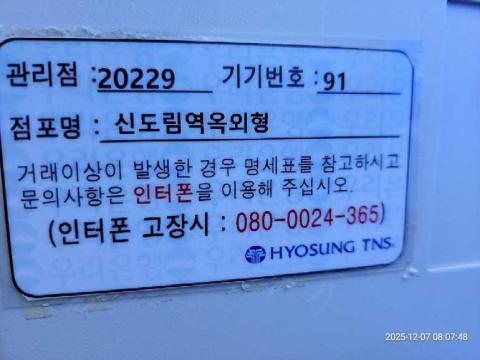 관리점 : 20229 기기번호 : 91
점포명 : 신도림역옥외형
거래이상이 발생한 경우 명세표를 참고하시고
문의사항은 인터폰을 이용해 주십시오.
(인터폰 고장시 : 080-0024-365)
HYOSUNG TNS.
2025-12-07 08:07:48